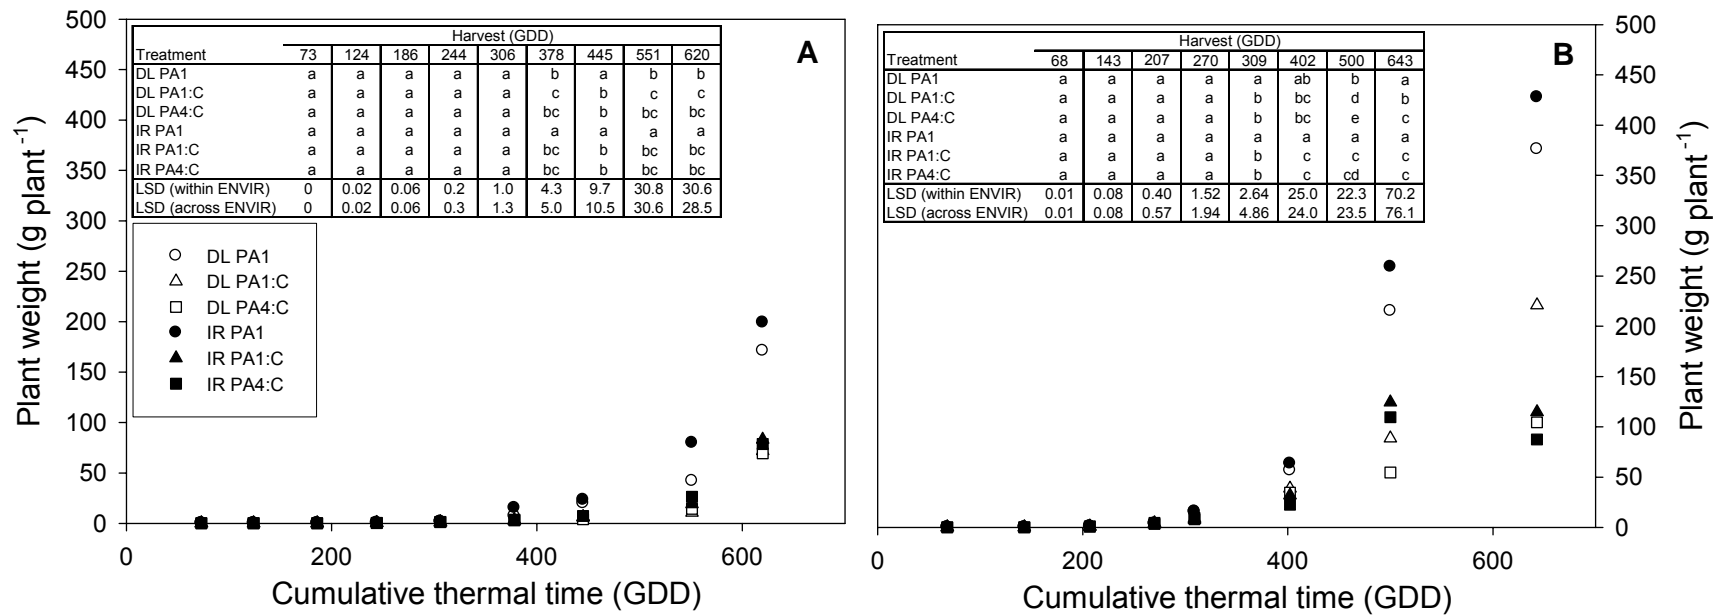 A
Harvest (GDD)
Treatment 73 124 186 244 306 378 445 551 620
DL PA1 a a a a a b a b b
DL PA1:C a a a a a c b c c
DL PA4:C a a a a a bc b bc bc
IR PA1 a a a a a a a a a
IR PA1:C a a a a a bc b bc bc
IR PA4:C a a a a a bc b bc bc
LSD (within ENVIR) 0 0.02 0.06 0.2 1.0 4.3 9.7 30.8 30.6
LSD (across ENVIR) 0 0.02 0.06 0.3 1.3 5.0 10.5 30.6 28.5
DL PA1
DL PA1:C
DL PA4:C
IR PA1
IR PA1:C
IR PA4:C
Plant weight (g plant⁻¹)
500
450
400
350
300
250
200
150
100
50
0
0 200 400 600
Cumulative thermal time (GDD)
B
Harvest (GDD)
Treatment 68 143 207 270 309 402 500 643
DL PA1 a a a a a ab b a
DL PA1:C a a a a b bc d b
DL PA4:C a a a a b bc e c
IR PA1 a a a a a a a a
IR PA1:C a a a a b c c c
IR PA4:C a a a a b c cd c
LSD (within ENVIR) 0.01 0.08 0.40 1.52 2.64 25.0 22.3 70.2
LSD (across ENVIR) 0.01 0.08 0.57 1.94 4.86 24.0 23.5 76.1
500
450
400
350
300
250
200
150
100
50
0
Plant weight (g plant⁻¹)
0 200 400 600
Cumulative thermal time (GDD)